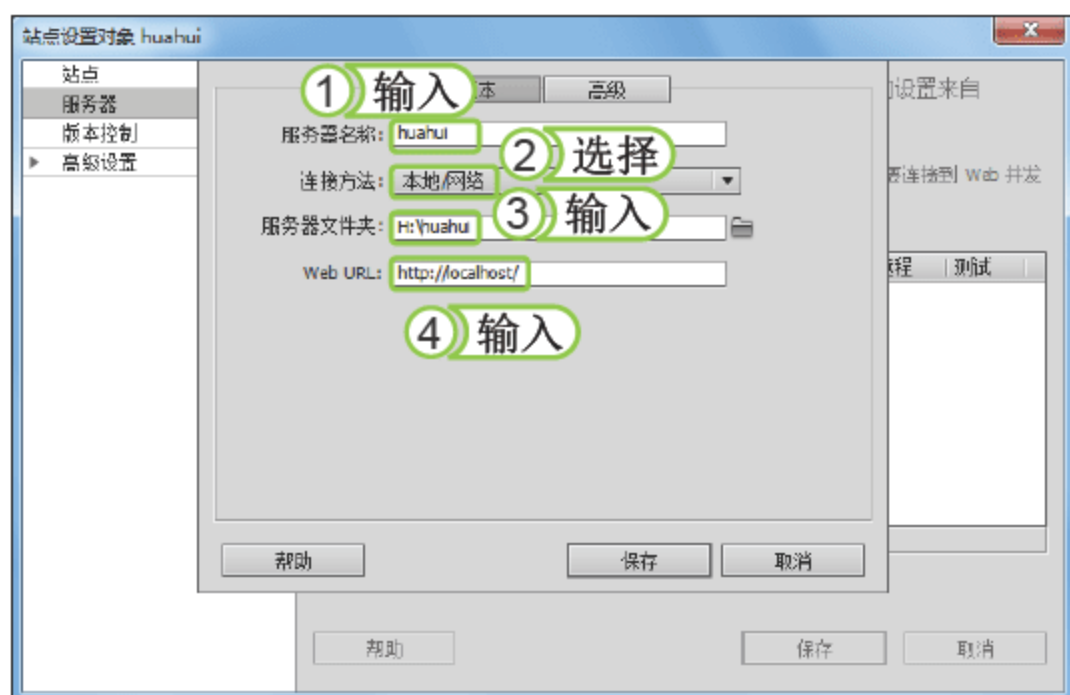 站点设置对象 huahui
站点
服务器
版本控制
高级设置
① 输入
本
高级
服务器名称: huahui
② 选择
连接方法: 本地/网络
③ 输入
服务器文件夹: H:\huahui
Web URL: http://localhost/
④ 输入
帮助 保存 取消
设置来自
连接到 Web 并发
程 测试
帮助 保存 取消